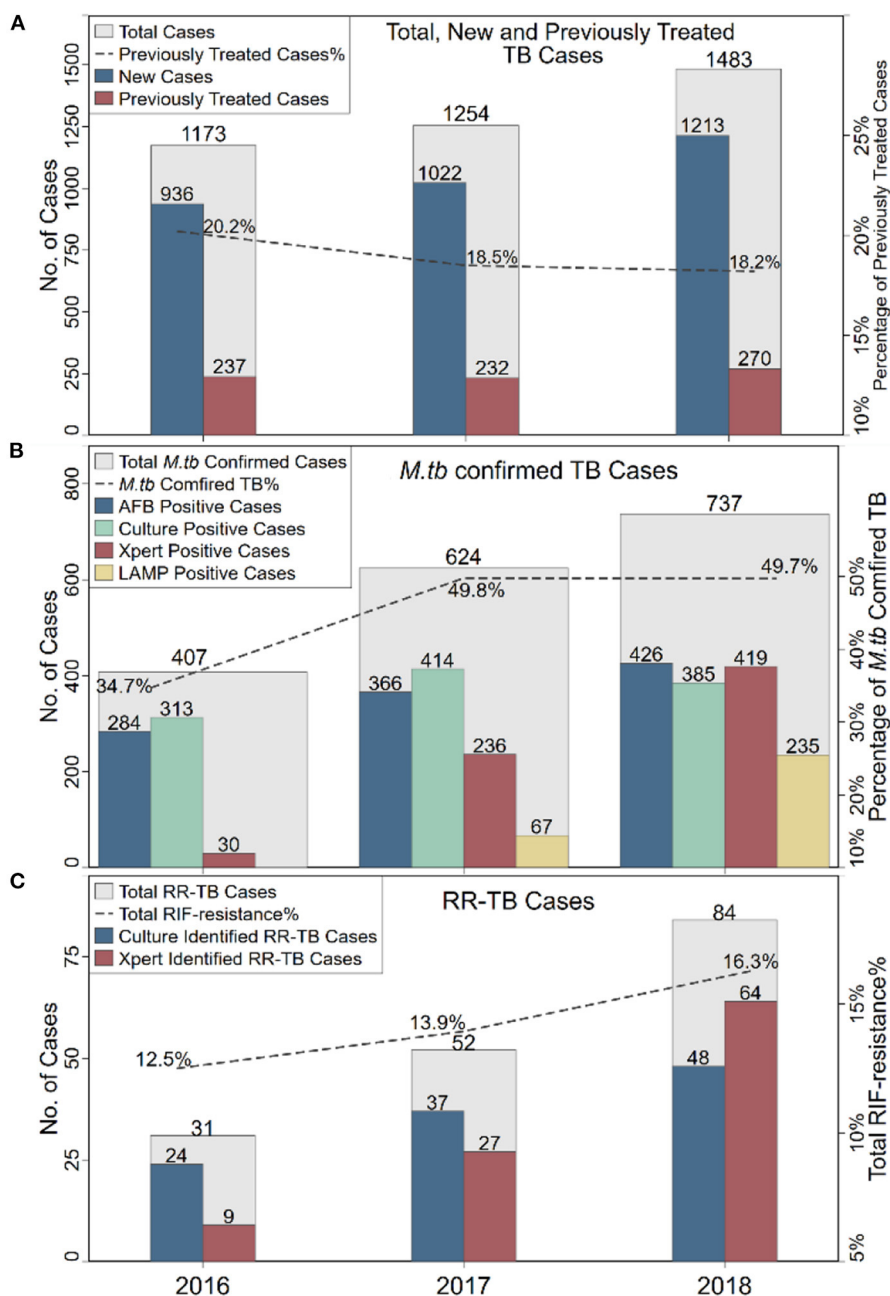 A
Total Cases
Previously Treated Cases%
New Cases
Previously Treated Cases
Total, New and Previously Treated
TB Cases
No. of Cases
0
250
500
750
1000
1250
1500
Percentage of Previously Treated Cases
10%
15%
20%
25%
1173
936
237
20.2%
1254
1022
232
18.5%
1483
1213
270
18.2%
B
Total M.tb Confirmed Cases
M.tb Comfired TB%
AFB Positive Cases
Culture Positive Cases
Xpert Positive Cases
LAMP Positive Cases
M.tb confirmed TB Cases
No. of Cases
0
200
400
600
800
Percentage of M.tb Comfired TB
10%
20%
30%
40%
50%
407
34.7%
284
313
30
624
49.8%
366
414
236
67
737
49.7%
426
385
419
235
C
Total RR-TB Cases
Total RIF-resistance%
Culture Identified RR-TB Cases
Xpert Identified RR-TB Cases
RR-TB Cases
No. of Cases
0
25
50
75
Total RIF-resistance%
5%
10%
15%
12.5%
31
24
9
13.9%
52
37
27
84
16.3%
48
64
2016
2017
2018